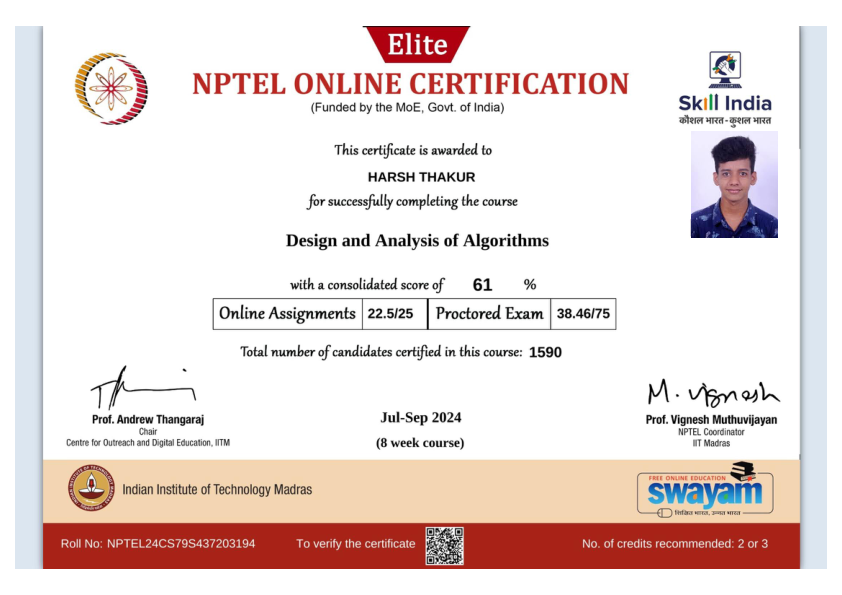 Elite
NPTEL ONLINE CERTIFICATION
(Funded by the MoE, Govt. of India)
Skill India
कौशल भारत - कुशल भारत
This certificate is awarded to
HARSH THAKUR
for successfully completing the course
Design and Analysis of Algorithms
with a consolidated score of 61 %
Online Assignments 22.5/25 Proctored Exam 38.46/75
Total number of candidates certified in this course: 1590
M. Vignesh
Prof. Andrew Thangaraj
Chair
Centre for Outreach and Digital Education, IITM
Jul-Sep 2024
(8 week course)
Prof. Vignesh Muthuvijayan
NPTEL Coordinator
IIT Madras
Indian Institute of Technology Madras
FREE ONLINE EDUCATION
swayam
शिक्षित भारत, उन्नत भारत
Roll No: NPTEL24CS79S437203194
To verify the certificate
No. of credits recommended: 2 or 3